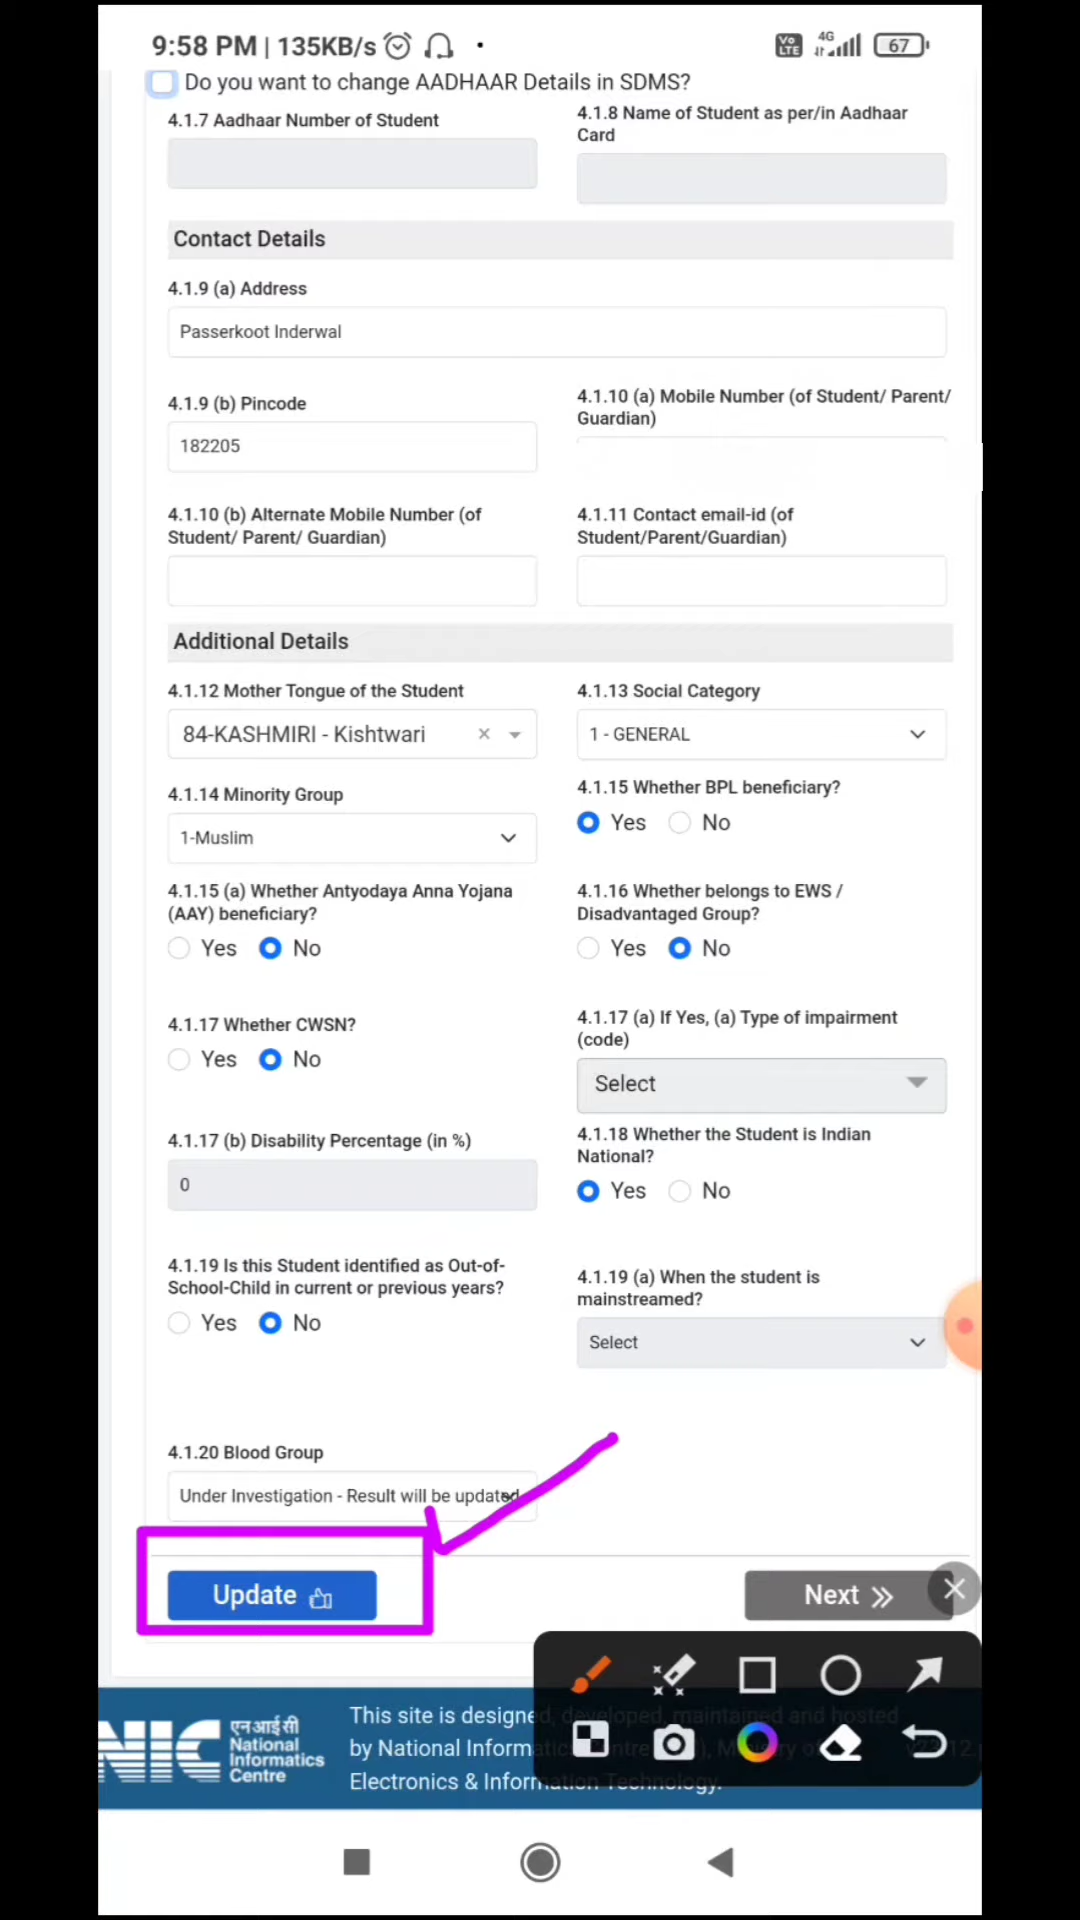 9:58 PM | 135KB/s
Vo LTE 4G 67
Do you want to change AADHAAR Details in SDMS?
4.1.7 Aadhaar Number of Student
4.1.8 Name of Student as per/in Aadhaar
Card
Contact Details
4.1.9 (a) Address
Passerkoot Inderwal
4.1.9 (b) Pincode
182205
4.1.10 (a) Mobile Number (of Student/ Parent/
Guardian)
4.1.10 (b) Alternate Mobile Number (of
Student/ Parent/ Guardian)
4.1.11 Contact email-id (of
Student/Parent/Guardian)
Additional Details
4.1.12 Mother Tongue of the Student
84-KASHMIRI - Kishtwari
4.1.13 Social Category
1 - GENERAL
4.1.14 Minority Group
1-Muslim
4.1.15 Whether BPL beneficiary?
Yes No
4.1.15 (a) Whether Antyodaya Anna Yojana
(AAY) beneficiary?
Yes No
4.1.16 Whether belongs to EWS /
Disadvantaged Group?
Yes No
4.1.17 Whether CWSN?
Yes No
4.1.17 (a) If Yes, (a) Type of impairment
(code)
Select
4.1.17 (b) Disability Percentage (in %)
0
4.1.18 Whether the Student is Indian
National?
Yes No
4.1.19 Is this Student identified as Out-of-
School-Child in current or previous years?
Yes No
4.1.19 (a) When the student is
mainstreamed?
Select
4.1.20 Blood Group
Under Investigation - Result will be updated
Update
Next
NIC
एनआईसी
National
Informatics
Centre
This site is designed, developed, maintained and hosted
by National Informatics Centre
Electronics & Information Technology.